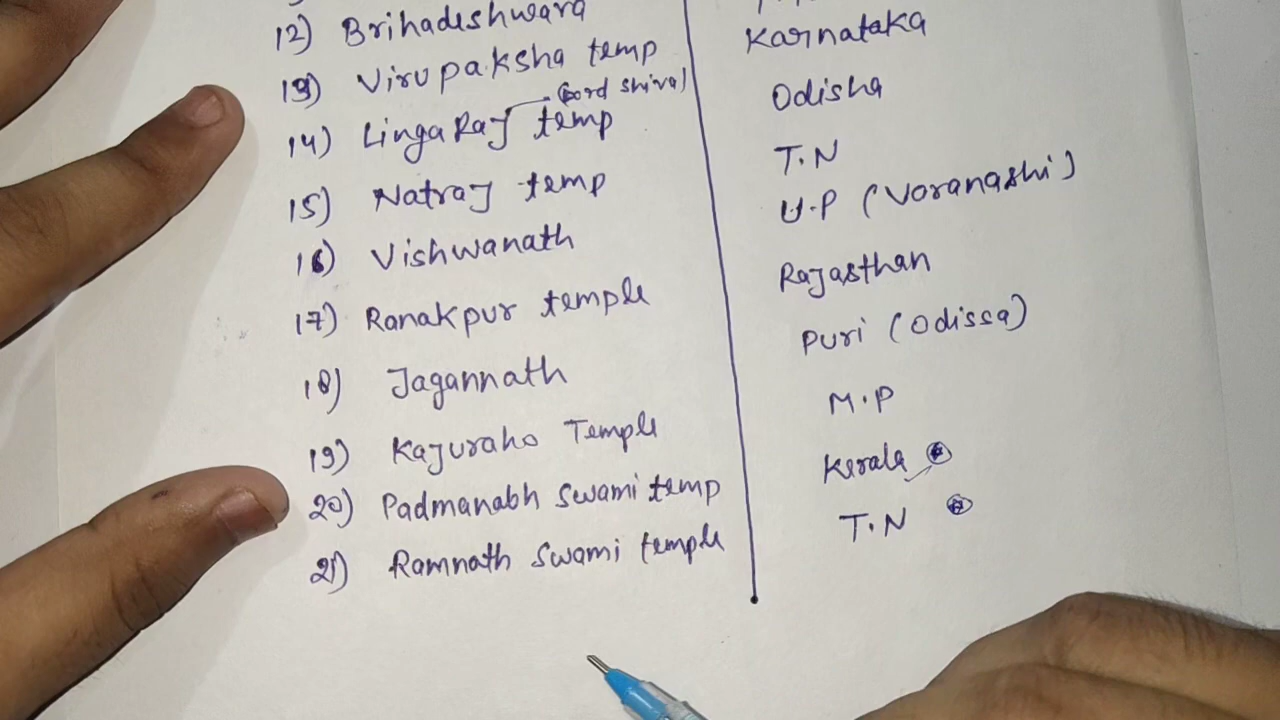 12) Brihadeshwara
13) Virupaksha temp Karnataka
(Lord Shiva)
14) LingaRaj temp Odisha
15) Natraj temp T.N
16) Vishwanath U.P (Varanashi)
17) Ranakpur temple Rajasthan
18) Jagannath Puri (Odissa)
19) Kajuraho Temple M.P
20) Padmanabh Swami temp Kerala
21) Ramnath Swami temple T.N